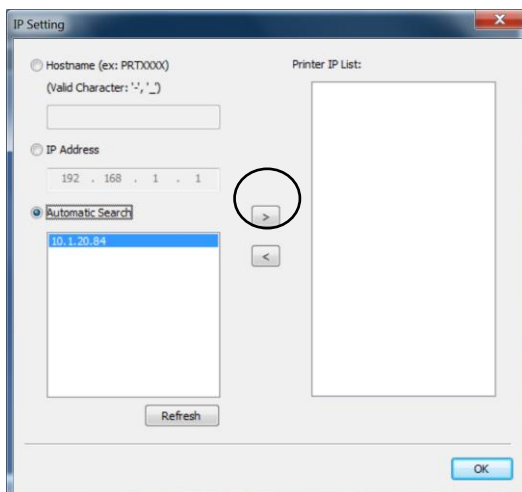 IP Setting
Hostname (ex: PRTXXXX)
(Valid Character: '-', '_')
IP Address
192 . 168 . 1 . 1
Automatic Search
10.1.20.84
Refresh
>
<
Printer IP List:
OK